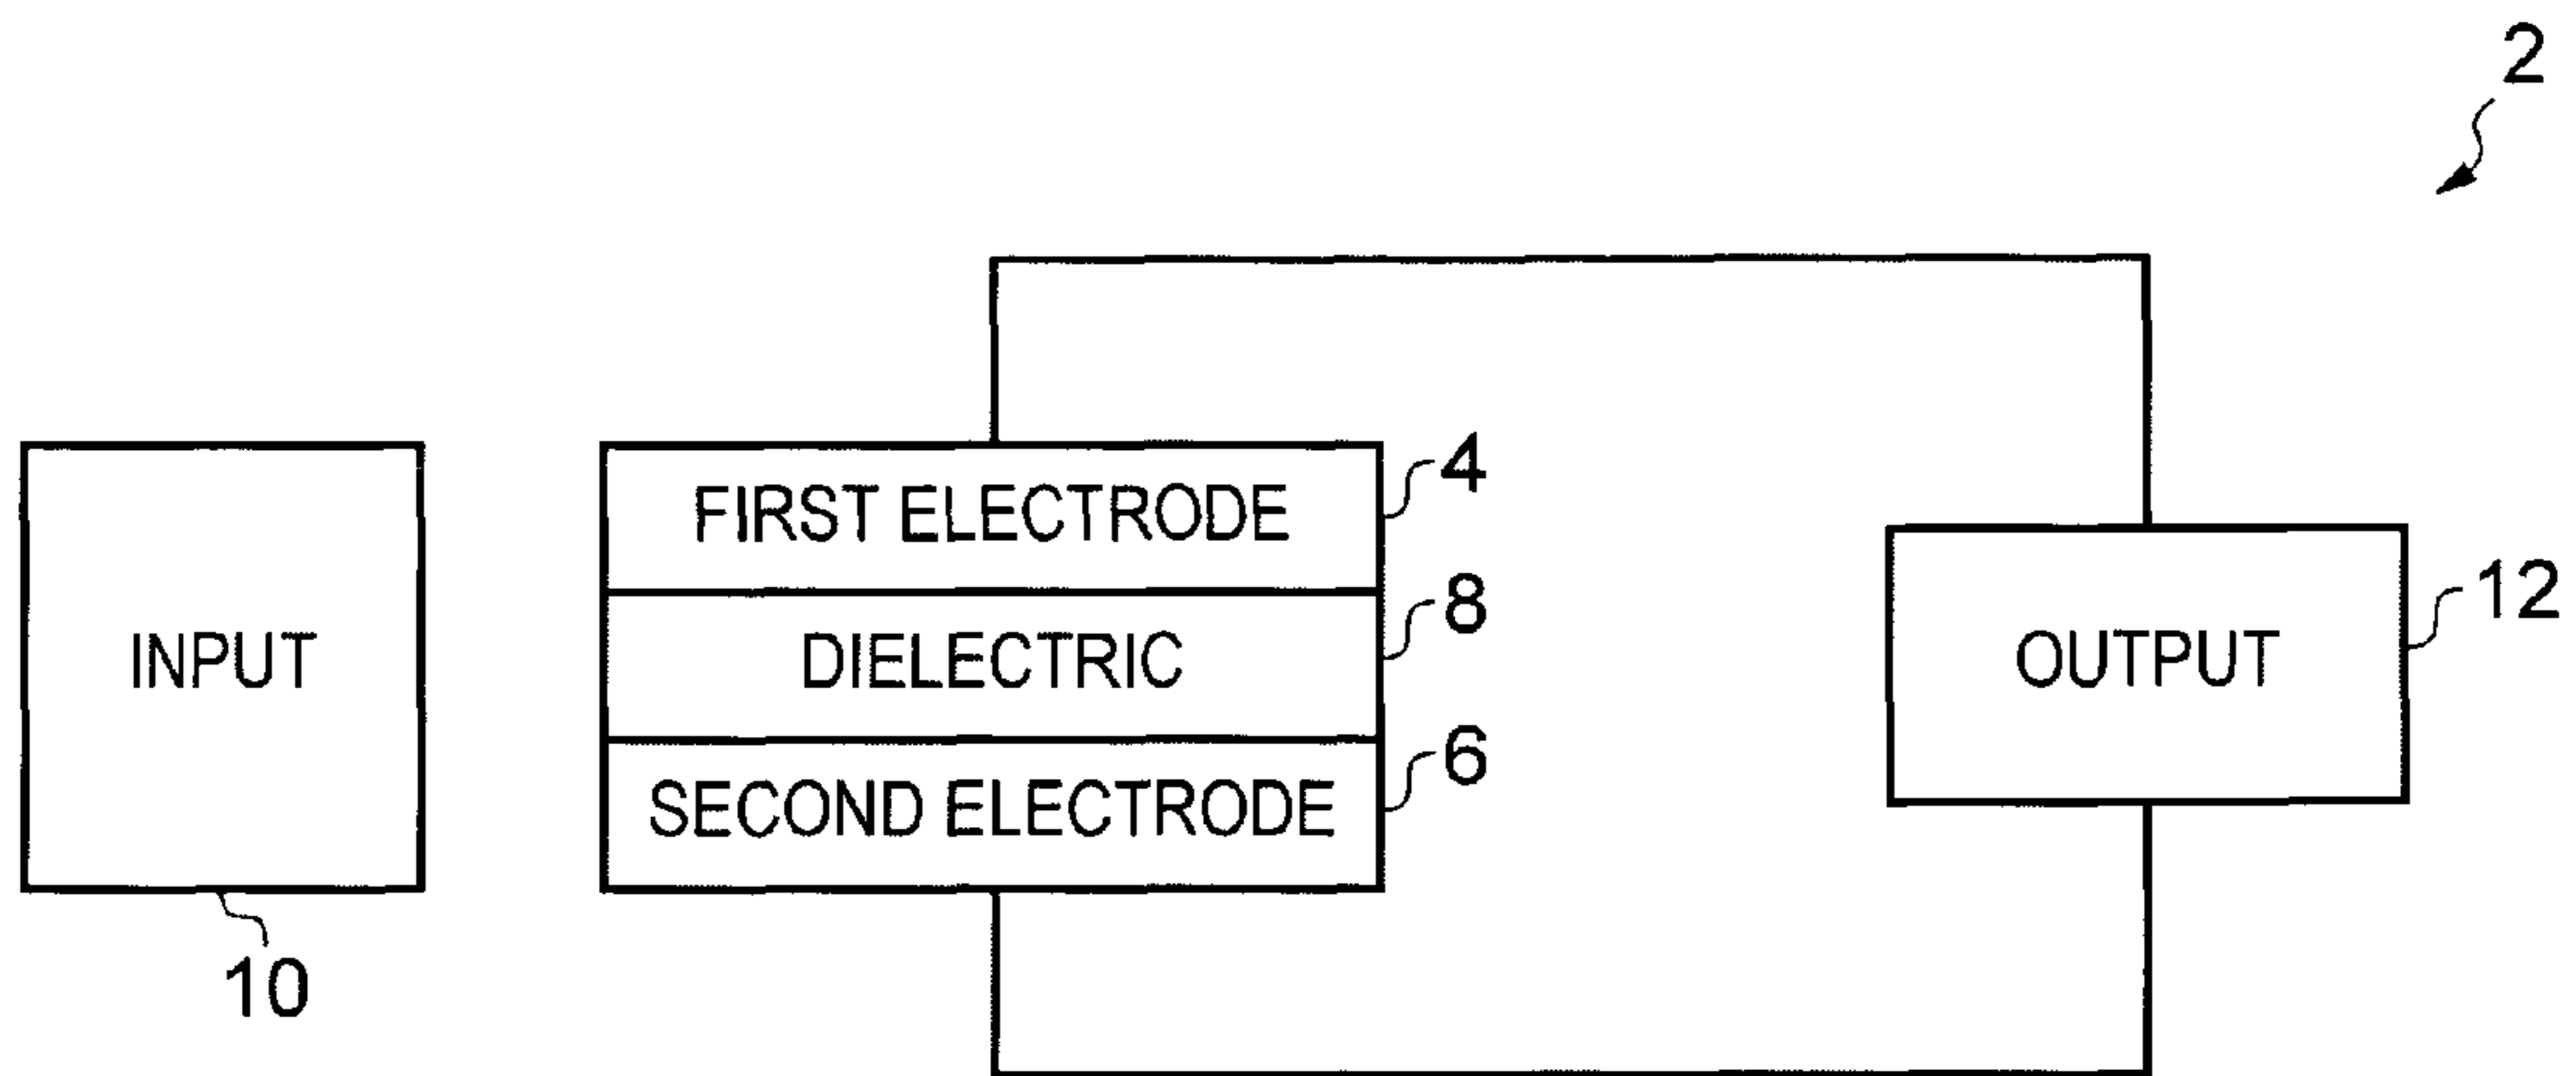 2
FIRST ELECTRODE
4
DIELECTRIC
8
SECOND ELECTRODE
6
INPUT
10
OUTPUT
12